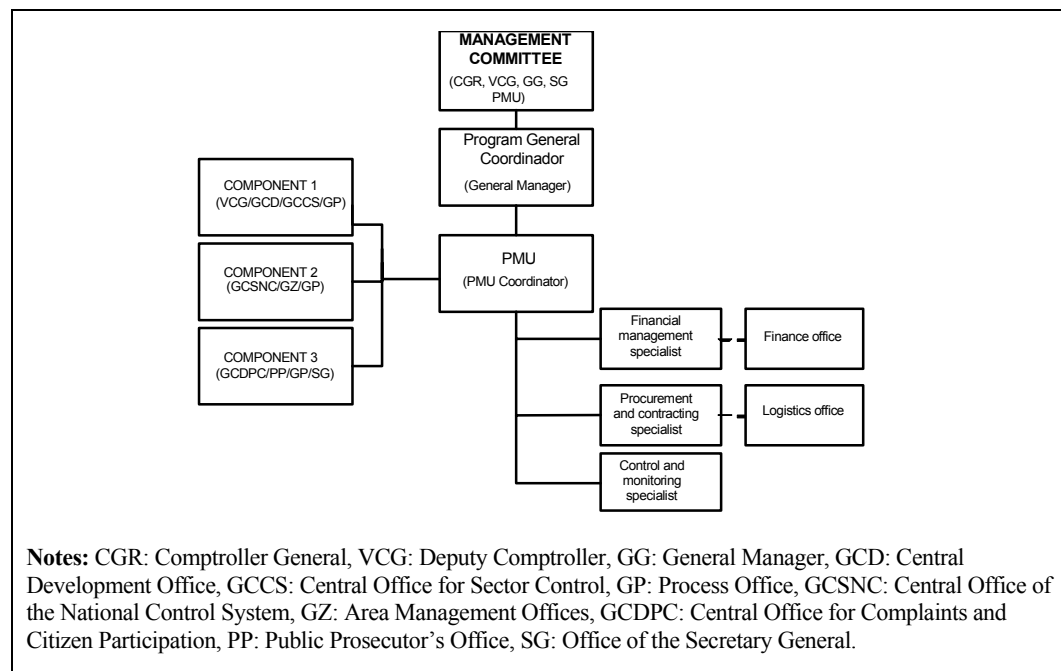 MANAGEMENT
COMMITTEE
(CGR, VCG, GG, SG
PMU)
Program General
Coordinador
(General Manager)
COMPONENT 1
(VCG/GCD/GCCS/GP)
PMU
(PMU Coordinator)
COMPONENT 2
(GCSNC/GZ/GP)
COMPONENT 3
(GCDPC/PP/GP/SG)
Financial
management
specialist
Finance office
Procurement
and contracting
specialist
Logistics office
Control and
monitoring
specialist
Notes: CGR: Comptroller General, VCG: Deputy Comptroller, GG: General Manager, GCD: Central
Development Office, GCCS: Central Office for Sector Control, GP: Process Office, GCSNC: Central Office of
the National Control System, GZ: Area Management Offices, GCDPC: Central Office for Complaints and
Citizen Participation, PP: Public Prosecutor's Office, SG: Office of the Secretary General.